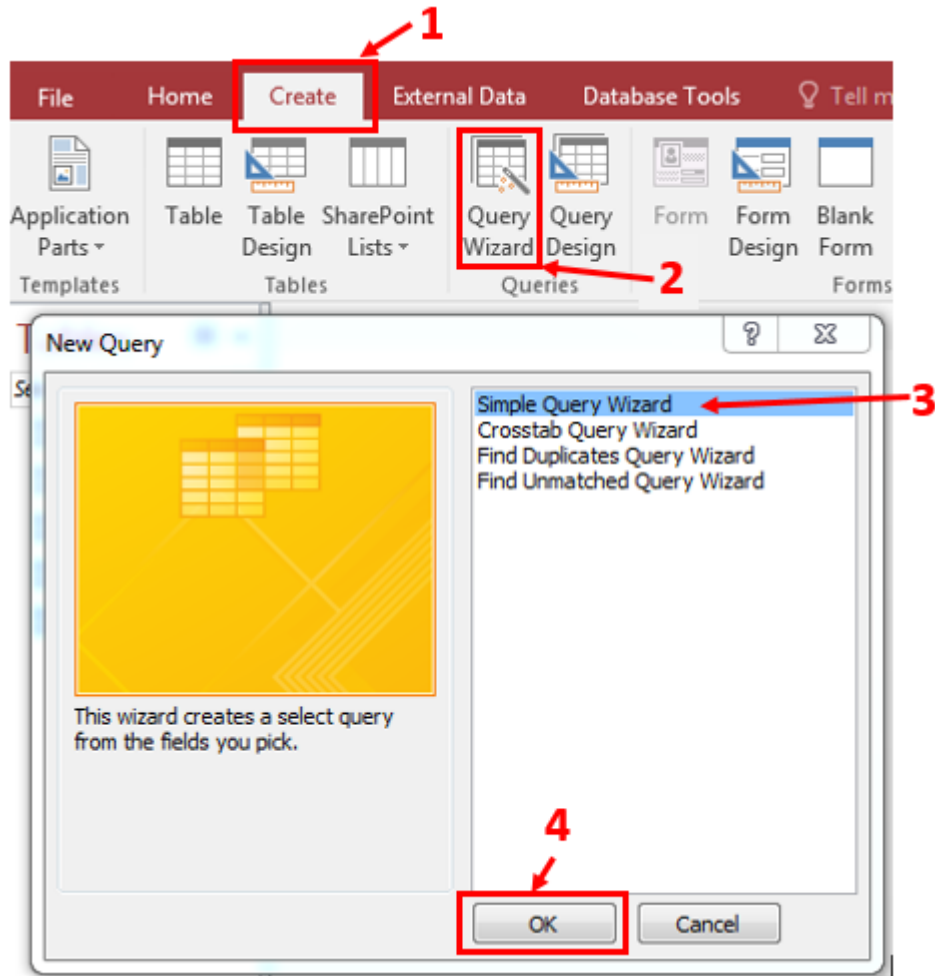 1
File Home Create External Data Database Tools Tell m
Application Parts Table Table Design SharePoint Lists Query Wizard Query Design Form Form Design Blank Form
Templates Tables Queries Forms
2
New Query
Simple Query Wizard
3
Crosstab Query Wizard
Find Duplicates Query Wizard
Find Unmatched Query Wizard
This wizard creates a select query
from the fields you pick.
4
OK Cancel